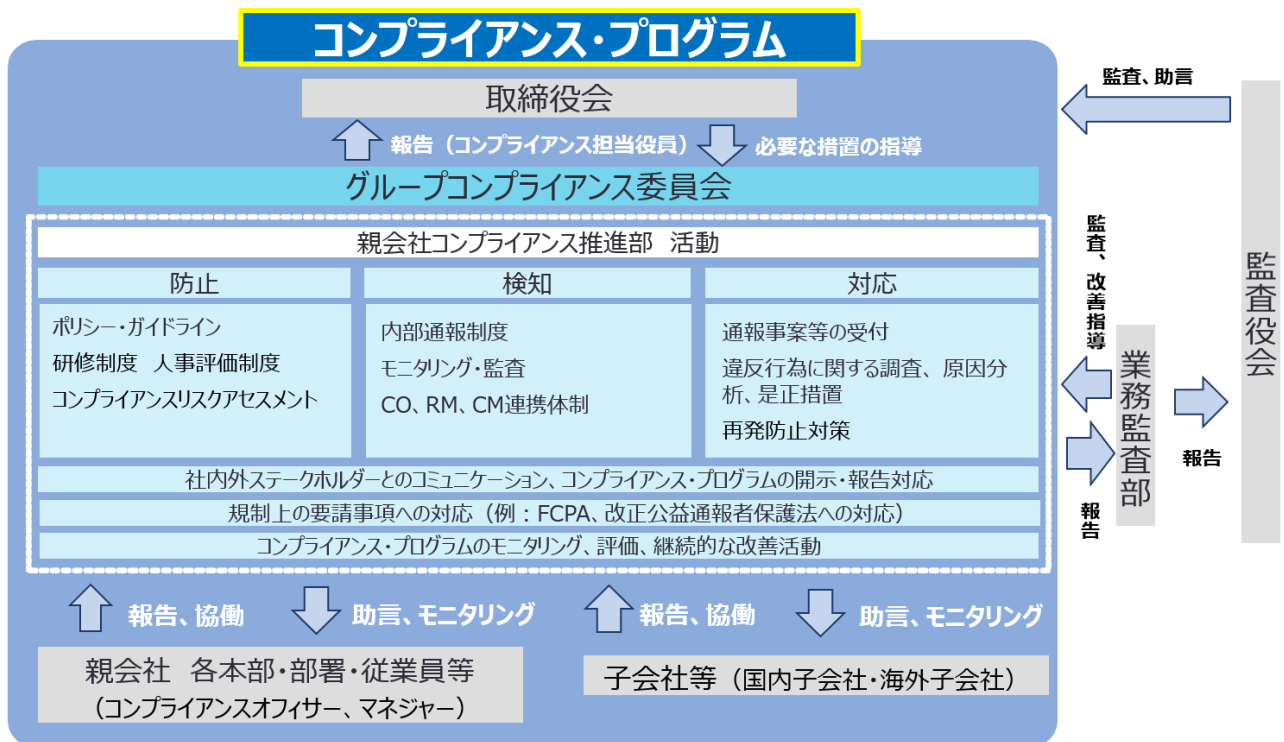 コンプライアンス・プログラム
取締役会
報告（コンプライアンス担当役員）
必要な措置の指導
グループコンプライアンス委員会
親会社コンプライアンス推進部　活動
防止
ポリシー・ガイドライン
研修制度　人事評価制度
コンプライアンスリスクアセスメント
検知
内部通報制度
モニタリング・監査
CO、RM、CM連携体制
対応
通報事案等の受付
違反行為に関する調査、原因分
析、是正措置
再発防止対策
社内外ステークホルダーとのコミュニケーション、コンプライアンス・プログラムの開示・報告対応
規制上の要請事項への対応（例：FCPA、改正公益通報者保護法への対応）
コンプライアンス・プログラムのモニタリング、評価、継続的な改善活動
報告、協働
助言、モニタリング
報告、協働
助言、モニタリング
親会社　各本部・部署・従業員等
（コンプライアンスオフィサー、マネジャー）
子会社等（国内子会社・海外子会社）
監査、助言
監査、改善指導
業務監査部
報告
報告
監査役会